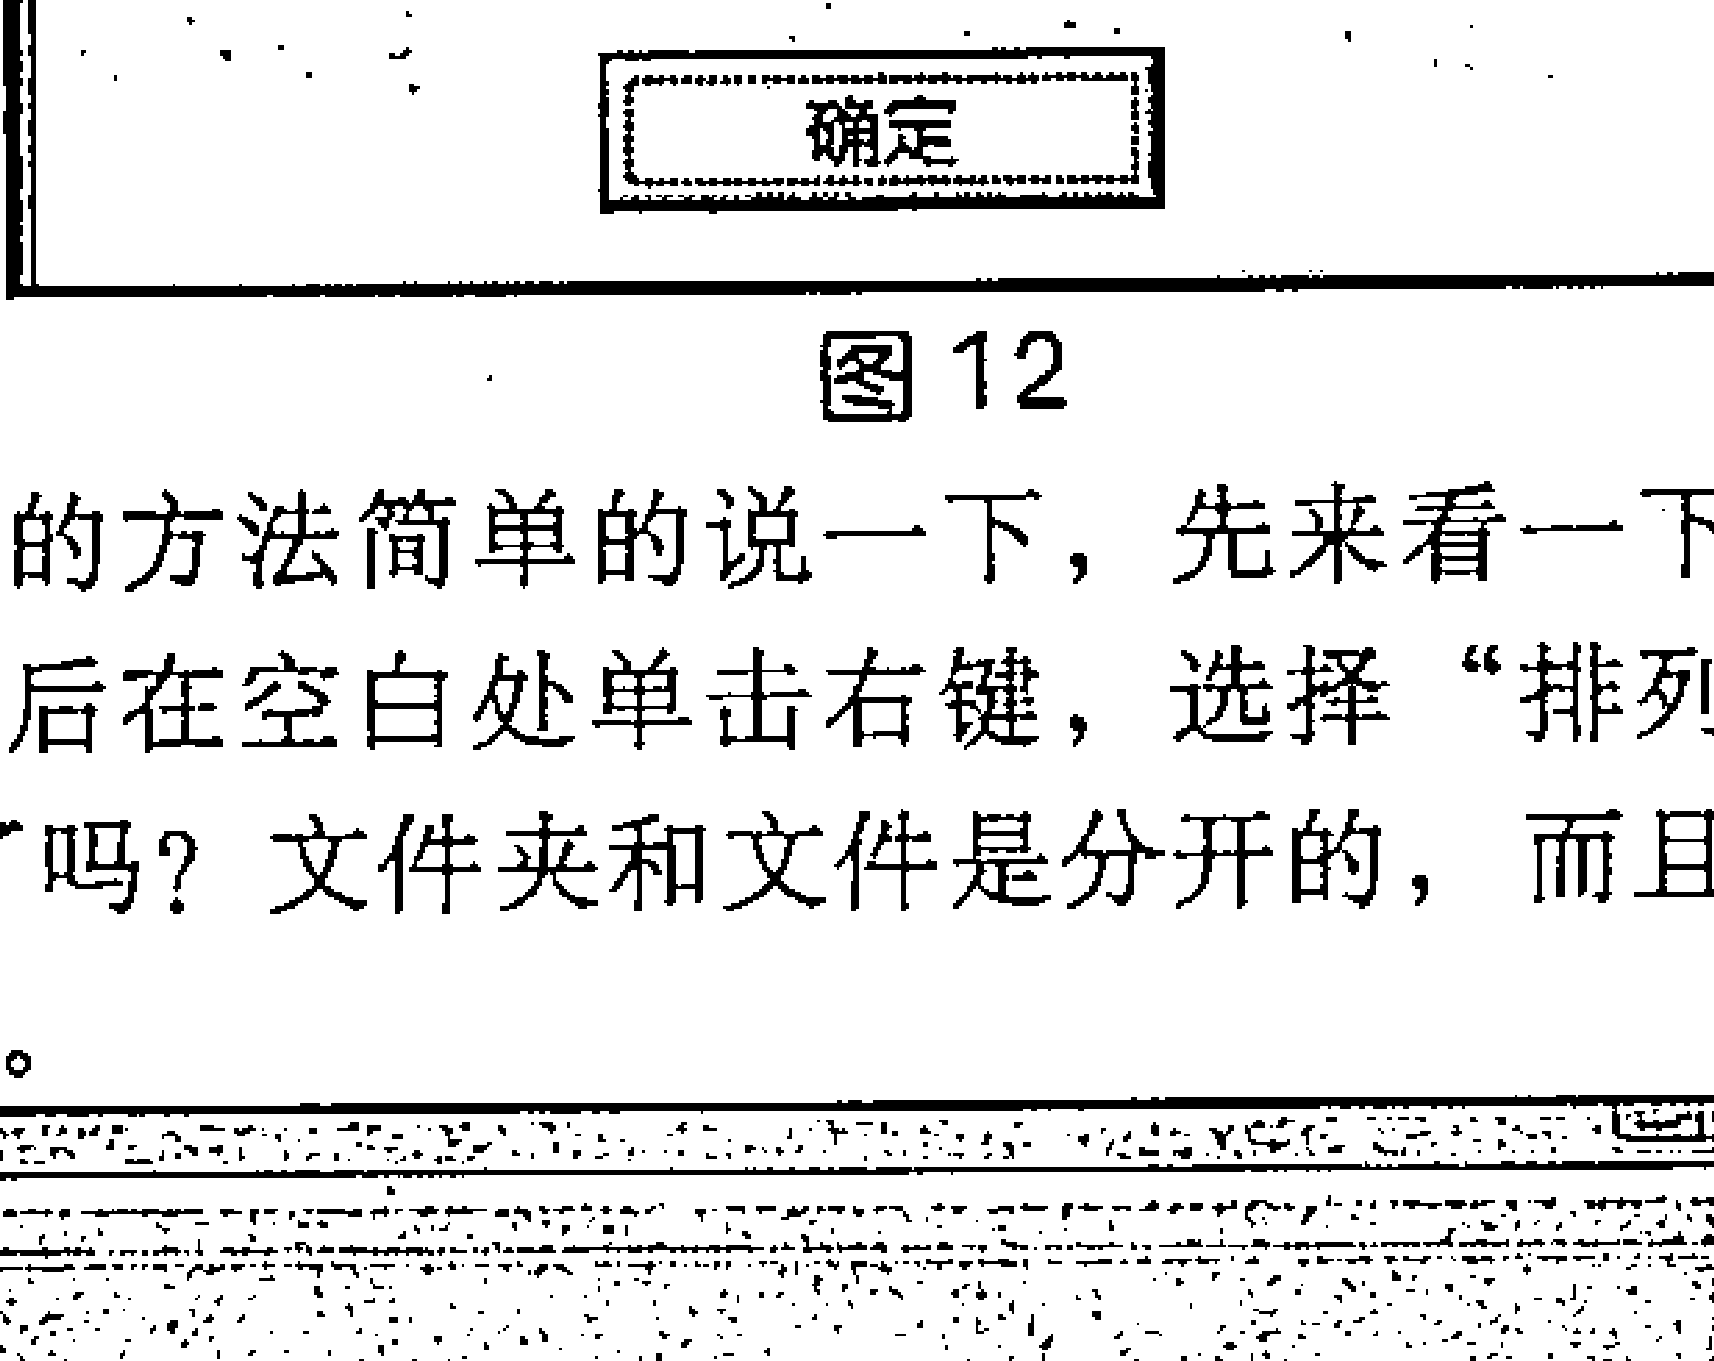 确定
图12
的方法简单的说一下，先来看一下
后在空白处单击右键，选择“排列
吗？文件夹和文件是分开的，而且
。